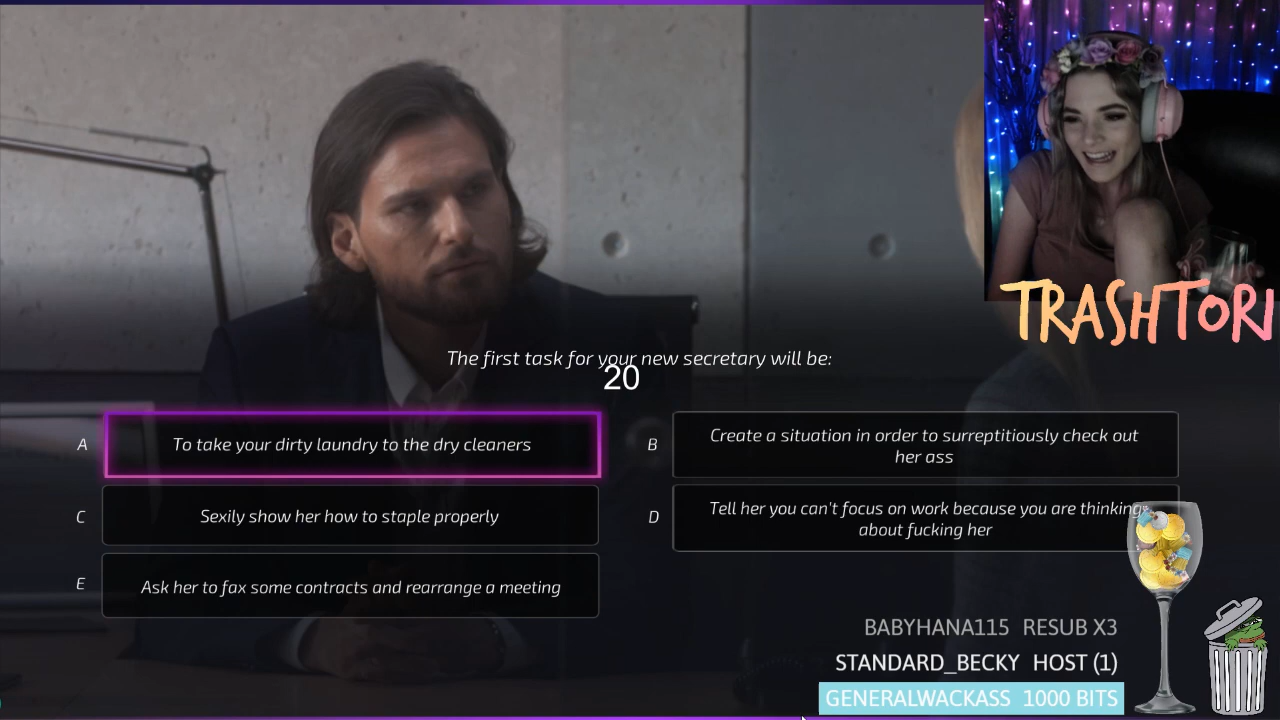 TRASHTORI
The first task for your new secretary will be:
20
A
To take your dirty laundry to the dry cleaners
B
Create a situation in order to surreptitiously check out
her ass
C
Sexily show her how to staple properly
D
Tell her you can't focus on work because you are thinking
about fucking her
E
Ask her to fax some contracts and rearrange a meeting
BABYHANA115 RESUB X3
STANDARD_BECKY HOST (1)
GENERALWACKASS 1000 BITS